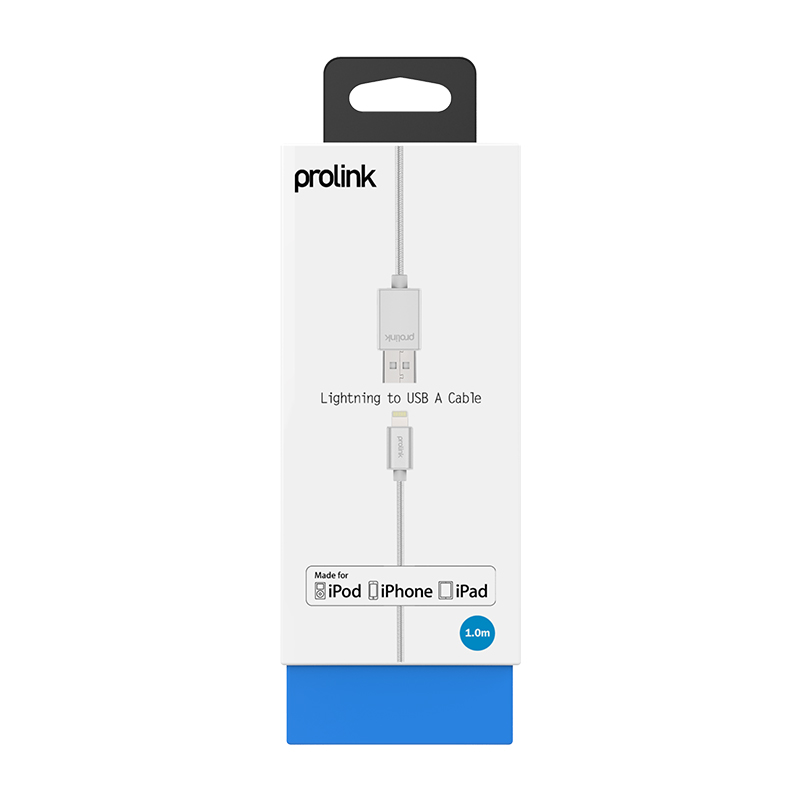 prolink
prolink
Lightning to USB A Cable
prolink
Made for
iPod iPhone iPad
1.0m